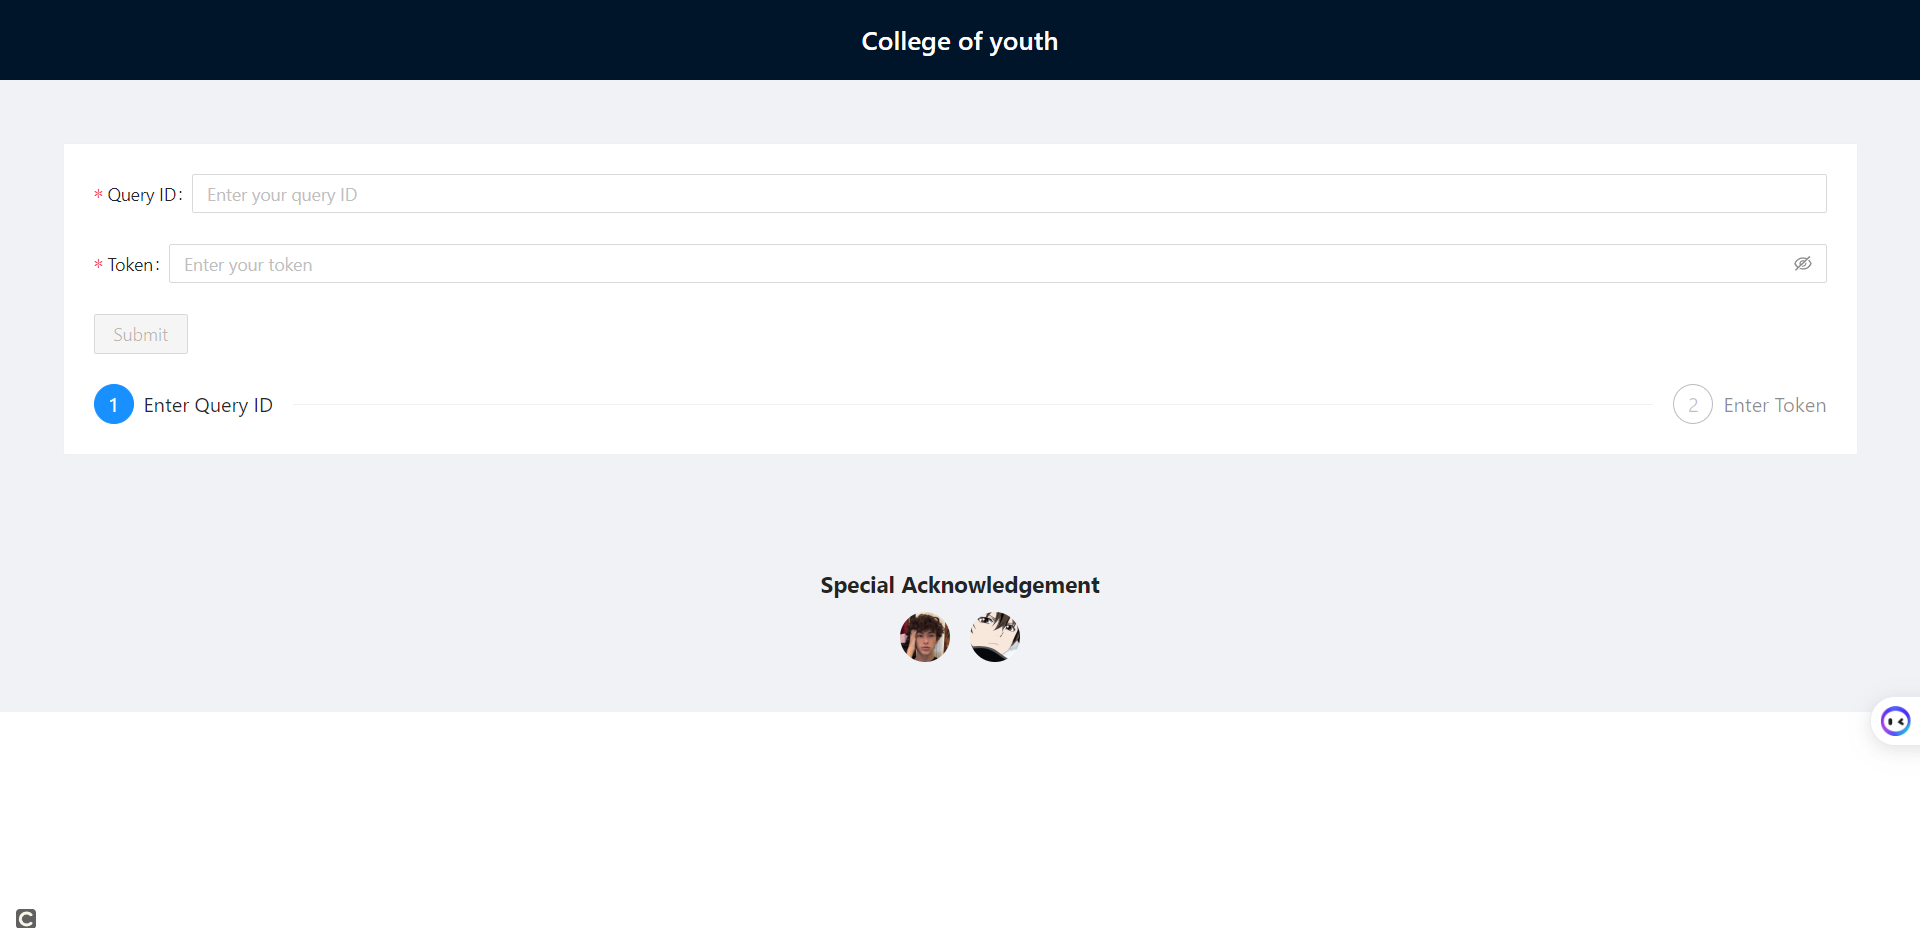 College of youth
* Query ID: Enter your query ID
* Token: Enter your token
Submit
1 Enter Query ID 2 Enter Token
Special Acknowledgement
C